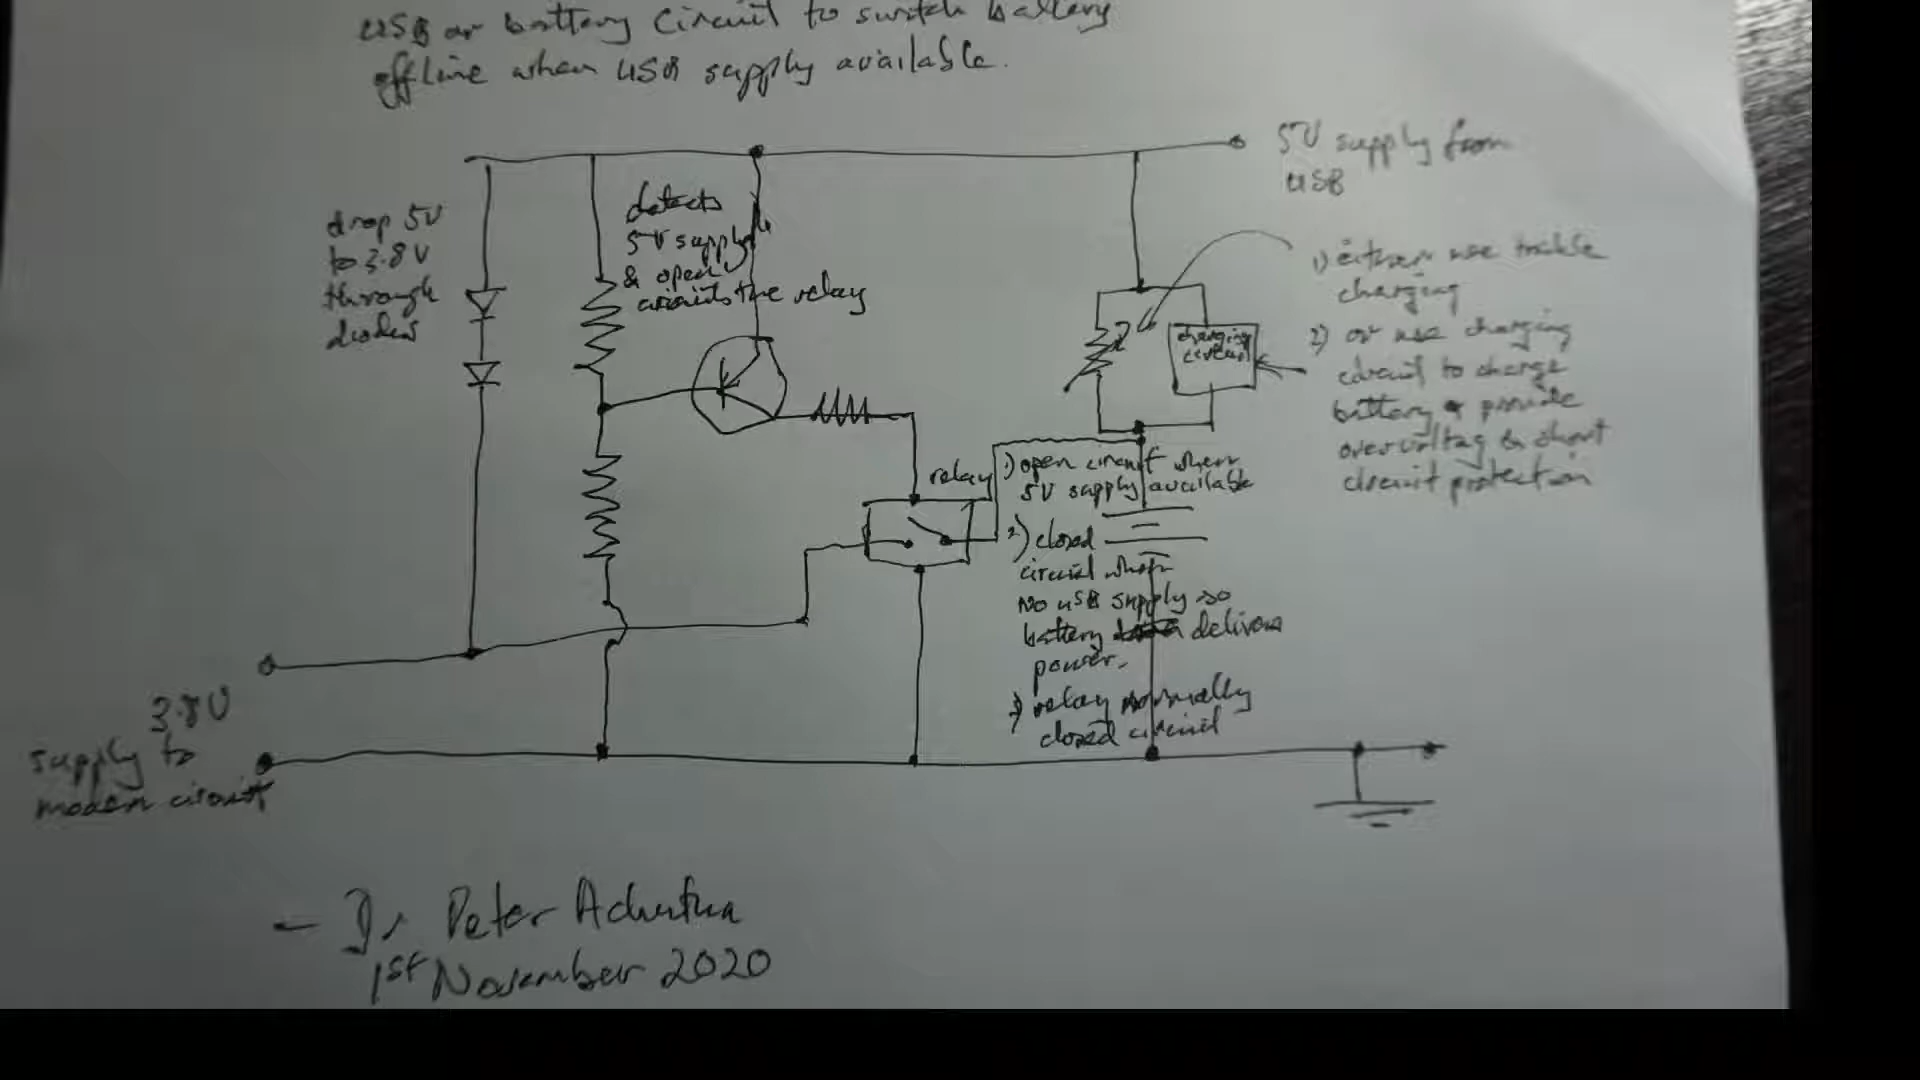 USB or battery circuit to switch battery
offline when USB supply available.
5V supply from
USB
drop 5V
to 3.8V
through
diodes
detects
5V supply
& open
circuits the relay
1) either use trickle
charging
2) or use charging
circuit to charge
battery & provide
overvoltag & short
circuit protection
charging
circuit
relay
1) open circuit when
5V supply available
2) closed
circuit when
No USB supply so
battery delivers
power.
3) relay normally
closed circuit
3.8V
supply to
modem circuit
- Dr Peter Achutha
1st November 2020